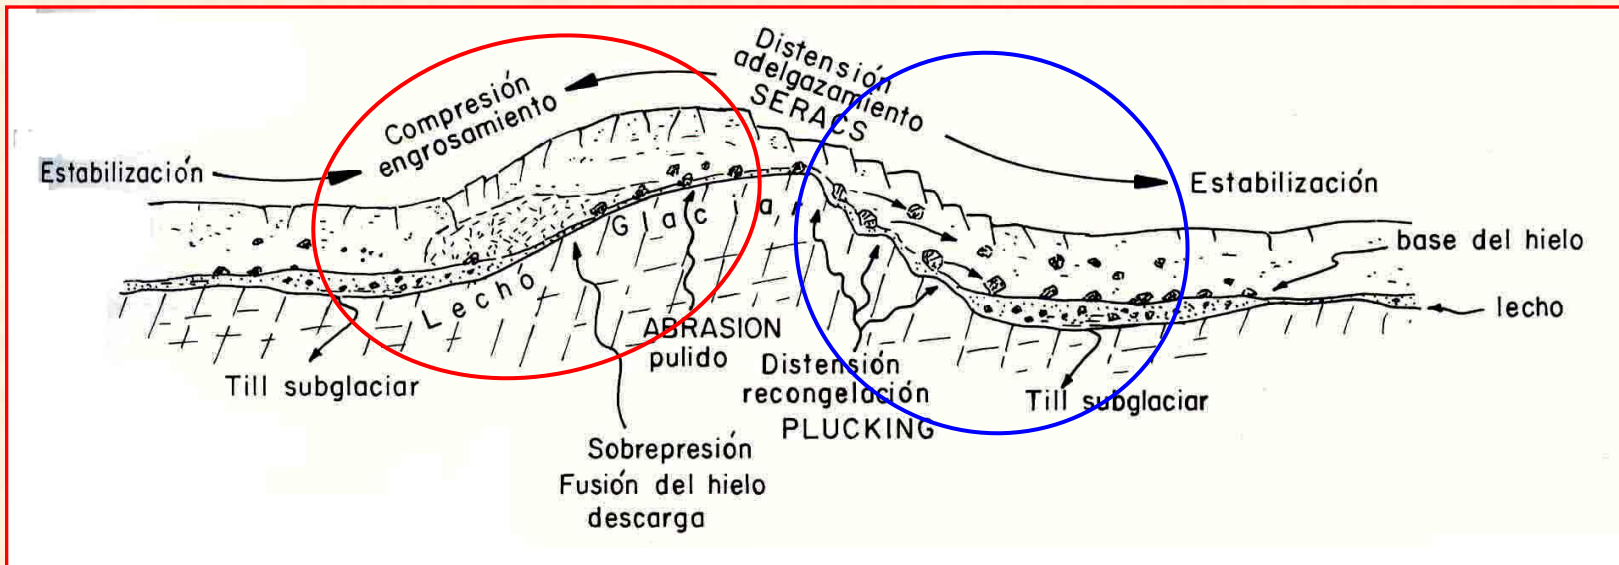 Distensión
adelgazamiento
SERACS
Compresión
engrosamiento
Estabilización
Estabilización
base del hielo
lecho
Lecho Glaciar
ABRASION
pulido
Distensión
recongelación
PLUCKING
Till subglaciar
Till subglaciar
Sobrepresión
Fusión del hielo
descarga